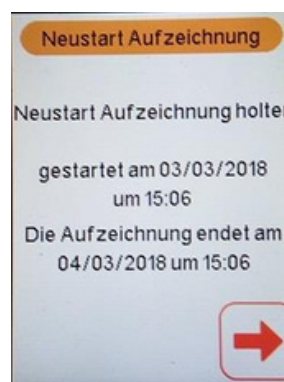 Neustart Aufzeichnung
Neustart Aufzeichnung holter
gestartet am 03/03/2018
um 15:06
Die Aufzeichnung endet am
04/03/2018 um 15:06